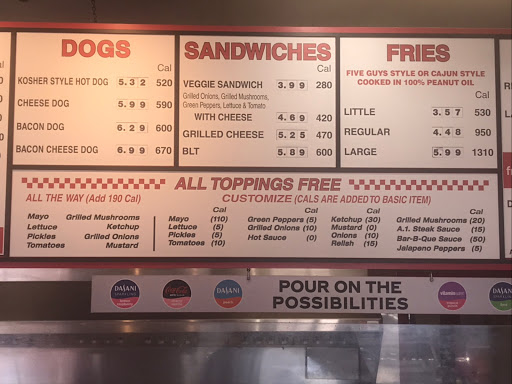 DOGS
Cal
KOSHER STYLE HOT DOG 5.32 520
CHEESE DOG 5.99 590
BACON DOG 6.29 600
BACON CHEESE DOG 6.99 670
SANDWICHES
Cal
VEGGIE SANDWICH 3.99 280
Grilled Onions, Grilled Mushrooms,
Green Peppers, Lettuce & Tomato
WITH CHEESE 4.69 420
GRILLED CHEESE 5.25 470
BLT 5.89 600
FRIES
FIVE GUYS STYLE OR CAJUN STYLE
COOKED IN 100% PEANUT OIL
Cal
LITTLE 3.57 530
REGULAR 4.48 950
LARGE 5.99 1310
ALL TOPPINGS FREE
ALL THE WAY (Add 190 Cal)
Mayo Grilled Mushrooms
Lettuce Ketchup
Pickles Grilled Onions
Tomatoes Mustard
CUSTOMIZE (CALS ARE ADDED TO BASIC ITEM)
Cal Cal Cal Cal
Mayo (110) Green Peppers (5) Ketchup (30) Grilled Mushrooms (20)
Lettuce (5) Grilled Onions (10) Mustard (0) A.1. Steak Sauce (15)
Pickles (5) Hot Sauce (0) Onions (10) Bar-B-Que Sauce (50)
Tomatoes (10) Relish (15) Jalapeno Peppers (5)
DASANI
DASANI
POUR ON THE
POSSIBILITIES
DASANI